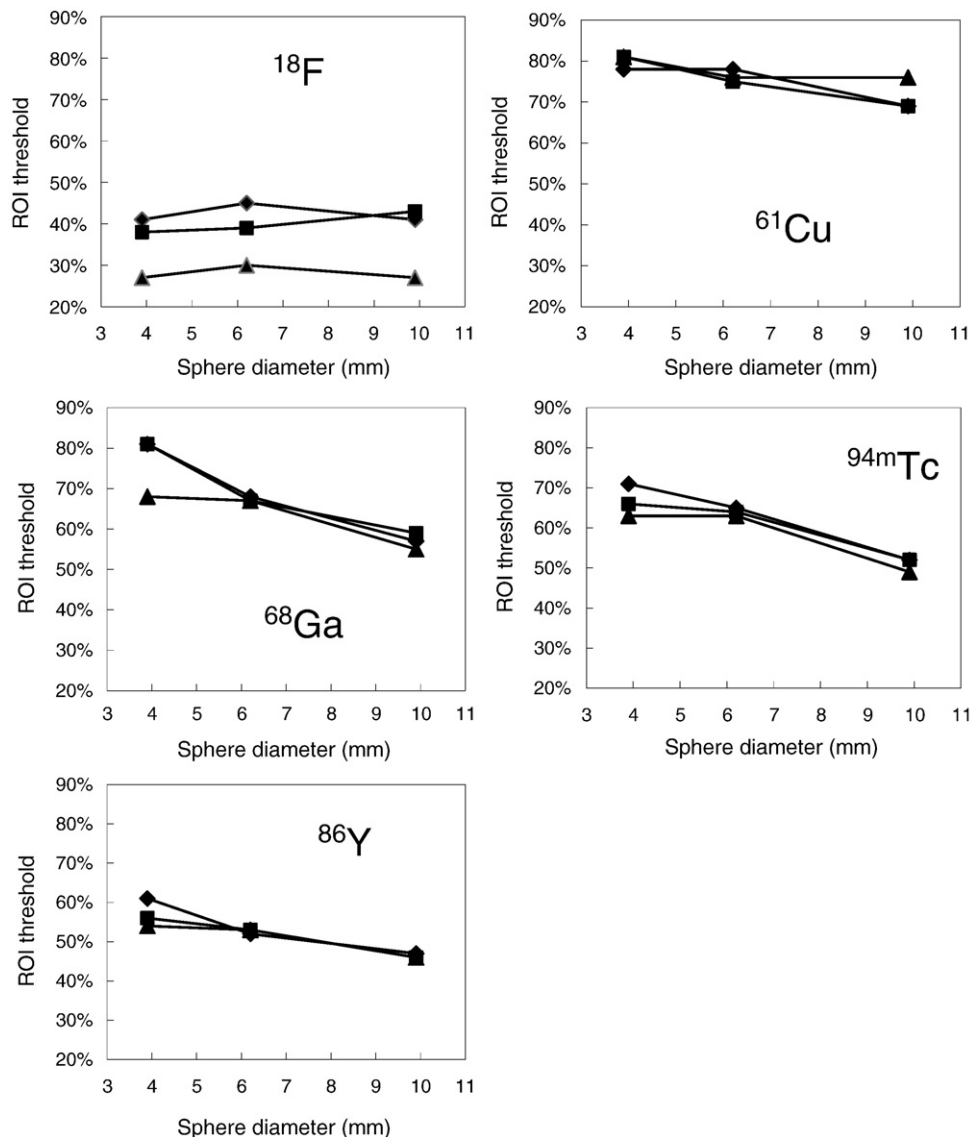 90%
80%
70%
60%
50%
40%
30%
20%
ROI threshold
¹⁸F
3 4 5 6 7 8 9 10 11
Sphere diameter (mm)
90%
80%
70%
60%
50%
40%
30%
20%
ROI threshold
⁶¹Cu
3 4 5 6 7 8 9 10 11
Sphere diameter (mm)
90%
80%
70%
60%
50%
40%
30%
20%
ROI threshold
⁶⁸Ga
3 4 5 6 7 8 9 10 11
Sphere diameter (mm)
90%
80%
70%
60%
50%
40%
30%
20%
ROI threshold
⁹⁴ᵐTc
3 4 5 6 7 8 9 10 11
Sphere diameter (mm)
90%
80%
70%
60%
50%
40%
30%
20%
ROI threshold
⁸⁶Y
3 4 5 6 7 8 9 10 11
Sphere diameter (mm)